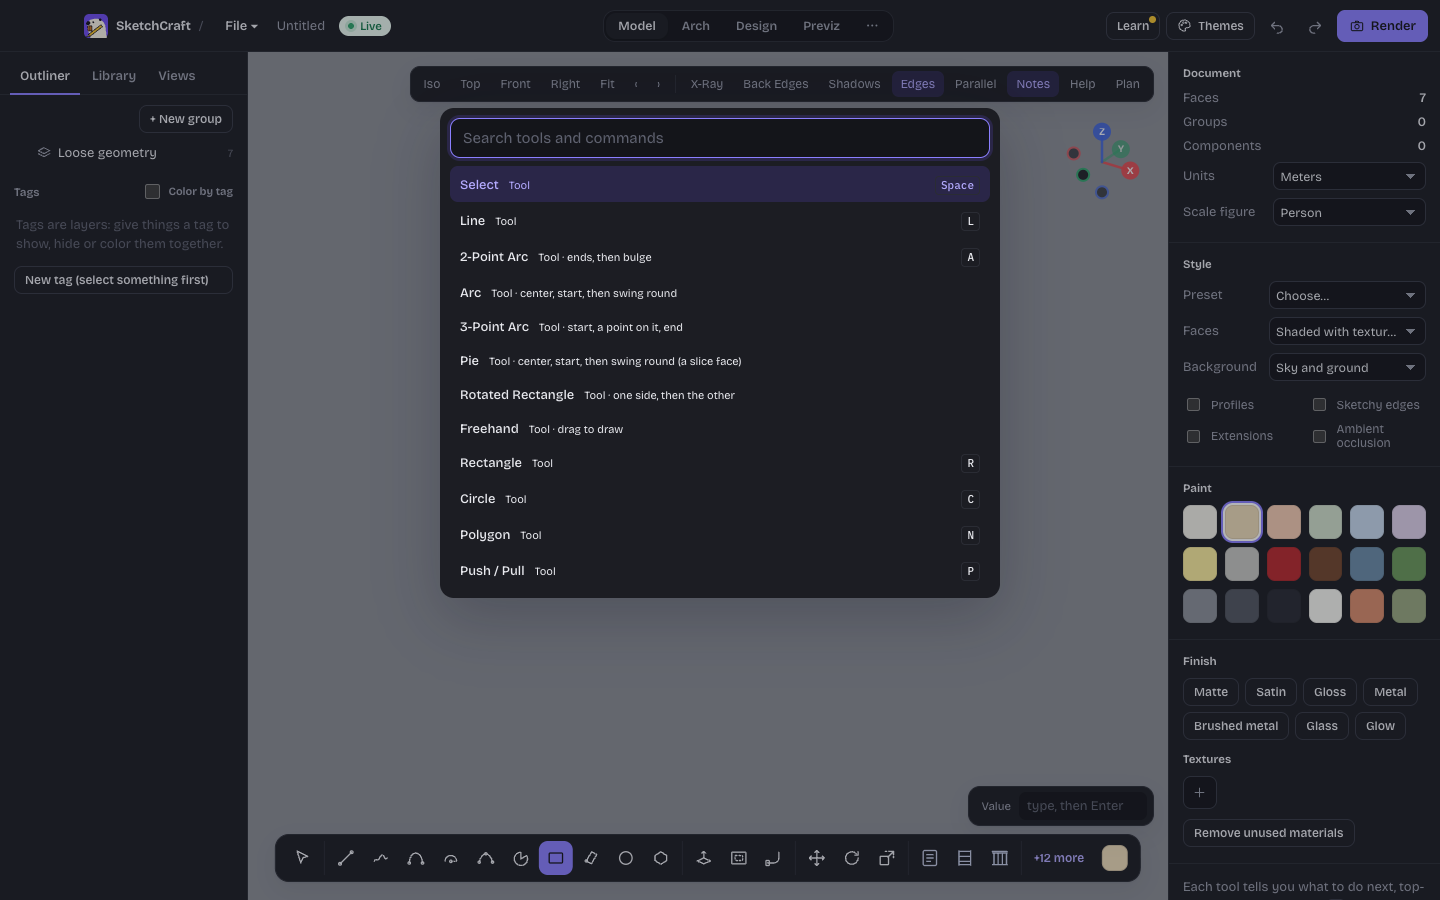 SketchCraft / File Untitled Live
Model Arch Design Previz ···
Learn Themes Render
Outliner Library Views
+ New group
Loose geometry 7
Tags Color by tag
Tags are layers: give things a tag to
show, hide or color them together.
New tag (select something first)
Iso Top Front Right Fit ‹ › X-Ray Back Edges Shadows Edges Parallel Notes Help Plan
Search tools and commands
Select Tool Space
Line Tool L
2-Point Arc Tool · ends, then bulge A
Arc Tool · center, start, then swing round
3-Point Arc Tool · start, a point on it, end
Pie Tool · center, start, then swing round (a slice face)
Rotated Rectangle Tool · one side, then the other
Freehand Tool · drag to draw
Rectangle Tool R
Circle Tool C
Polygon Tool N
Push / Pull Tool P
Z
Y
X
Value type, then Enter
+12 more
Document
Faces 7
Groups 0
Components 0
Units Meters
Scale figure Person
Style
Preset Choose...
Faces Shaded with textur...
Background Sky and ground
Profiles Sketchy edges
Extensions Ambient
occlusion
Paint
Finish
Matte Satin Gloss Metal
Brushed metal Glass Glow
Textures
+
Remove unused materials
Each tool tells you what to do next, top-